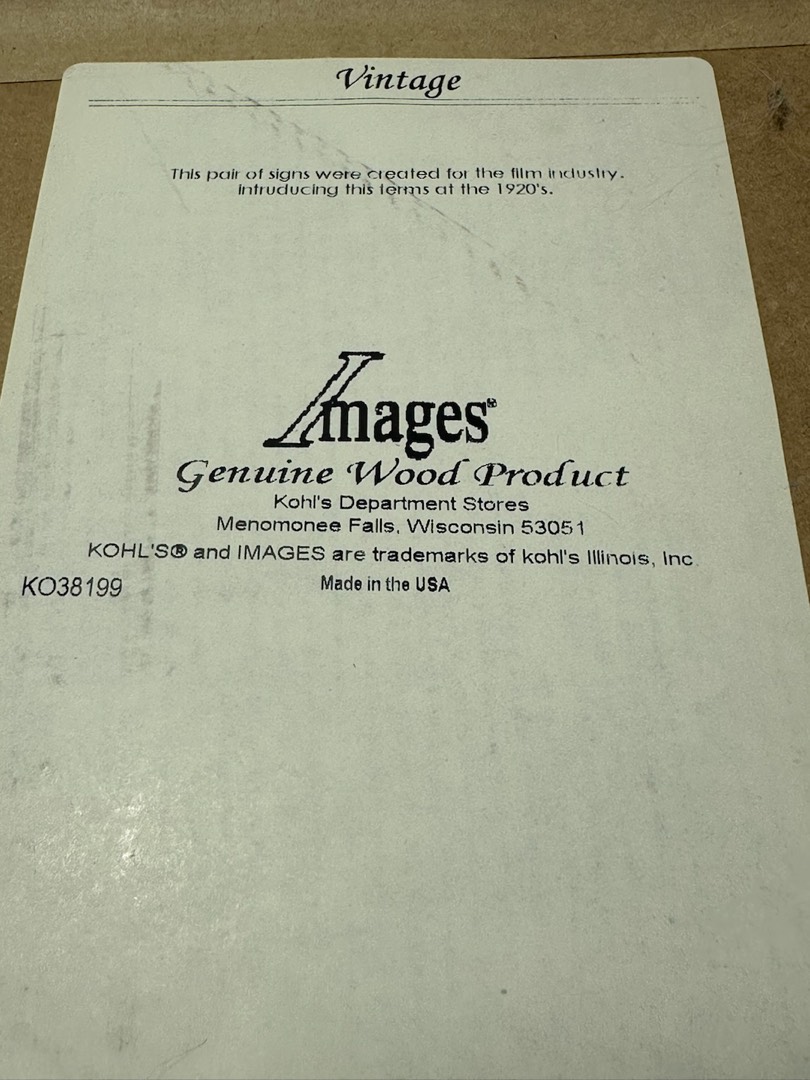 Vintage
This pair of signs were created for the film industry.
Intruducing this terms at the 1920's.
Images®
Genuine Wood Product
Kohl's Department Stores
Menomonee Falls, Wisconsin 53051
KOHL'S® and IMAGES are trademarks of kohl's Illinois, Inc
KO38199
Made in the USA